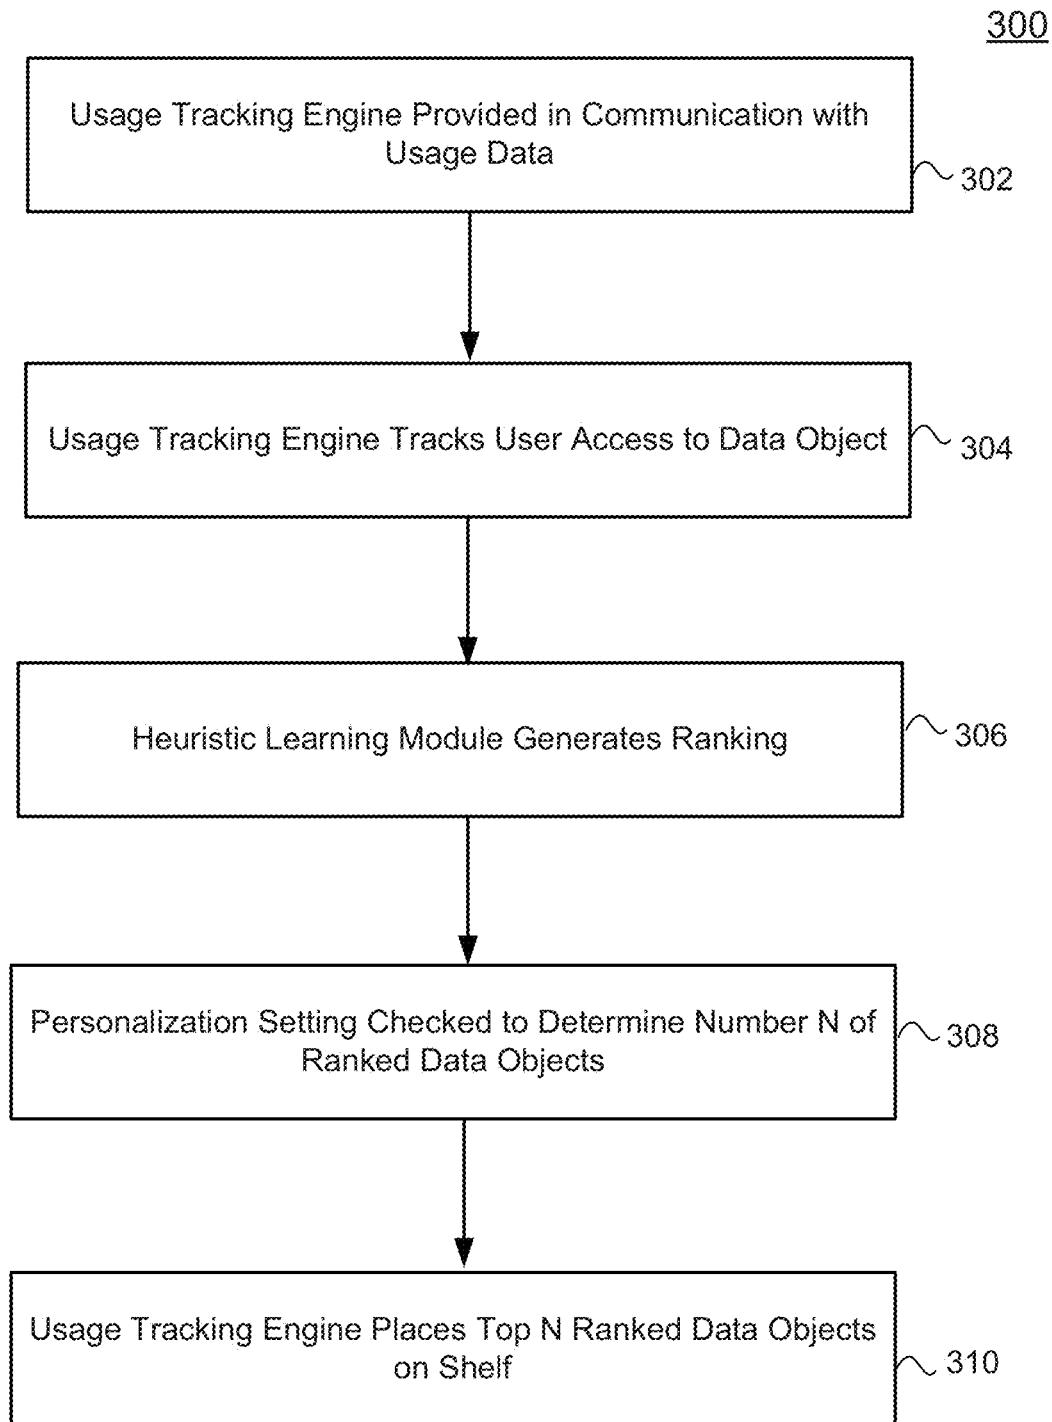 300
Usage Tracking Engine Provided in Communication with
Usage Data
302
Usage Tracking Engine Tracks User Access to Data Object
304
Heuristic Learning Module Generates Ranking
306
Personalization Setting Checked to Determine Number N of
Ranked Data Objects
308
Usage Tracking Engine Places Top N Ranked Data Objects
on Shelf
310